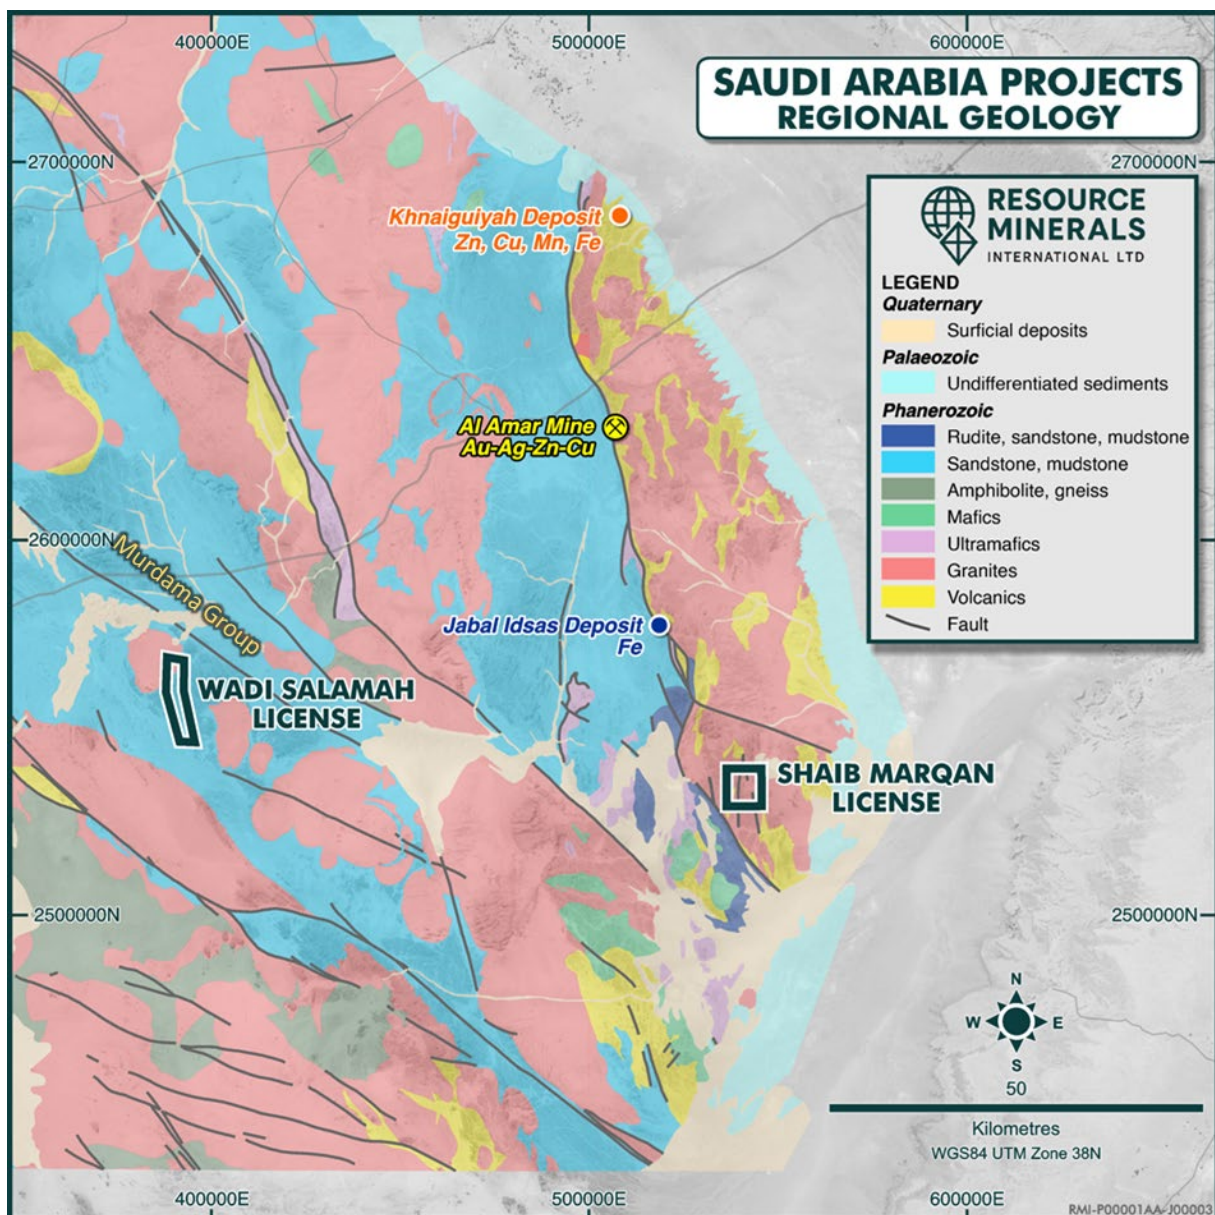 400000E
500000E
600000E
SAUDI ARABIA PROJECTS
REGIONAL GEOLOGY
2700000N
2700000N
RESOURCE
MINERALS
INTERNATIONAL LTD
LEGEND
Quaternary
Surficial deposits
Palaeozoic
Undifferentiated sediments
Phanerozoic
Rudite, sandstone, mudstone
Sandstone, mudstone
Amphibolite, gneiss
Mafics
Ultramafics
Granites
Volcanics
Fault
Khnaiguiyah Deposit
Zn, Cu, Mn, Fe
Al Amar Mine
Au-Ag-Zn-Cu
2600000N
Murdama Group
Jabal Idsas Deposit
Fe
WADI SALAMAH
LICENSE
SHAIB MARQAN
LICENSE
2500000N
2500000N
N
W
E
S
50
Kilometres
WGS84 UTM Zone 38N
400000E
500000E
600000E
RMI-P00001AA-J00003